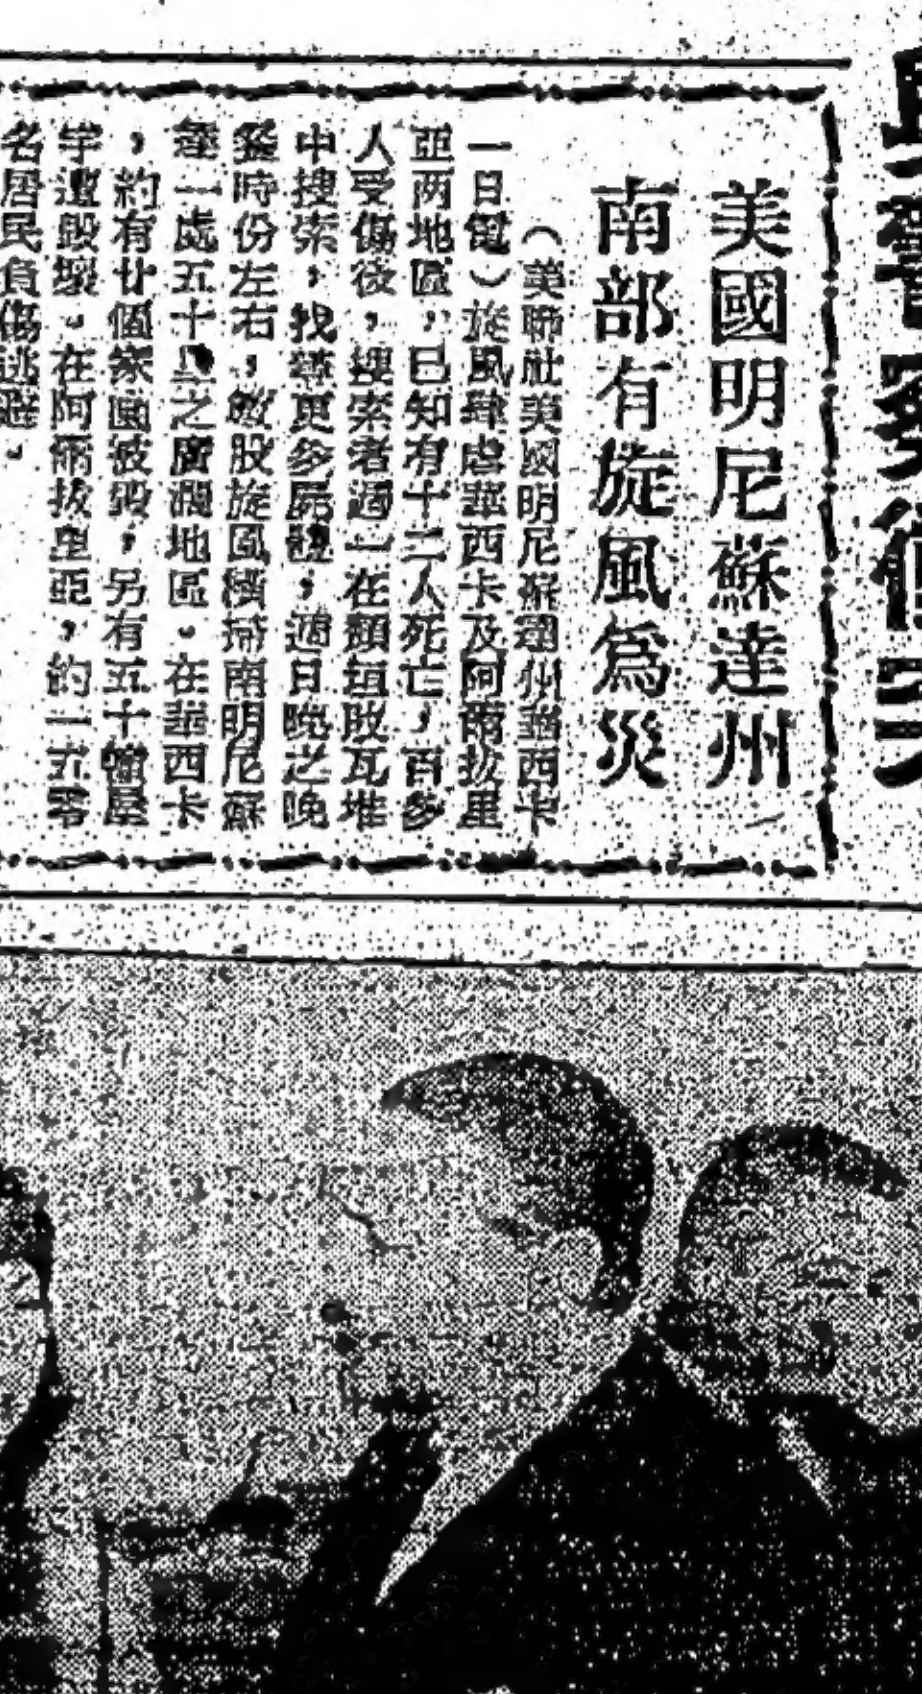 美國明尼蘇達州
南部有旋風爲災
（美聯社美國明尼蘇達州華西卡
一日電）旋風肆虐華西卡及阿爾拔里
亞两地區，已知有十二人死亡，百多
人受傷後，搜索者週一在頹垣敗瓦堆
中搜索，找尋更多屍體，週日晚之晚
飯時份左右，數股旋風橫掃南明尼蘇
達一處五十里之廣濶地區。在華西卡
，約有廿個家園被毀，另有五十幢屋
宇遭毀壞。在阿爾拔里亞，約一五零
名居民負傷逃避。